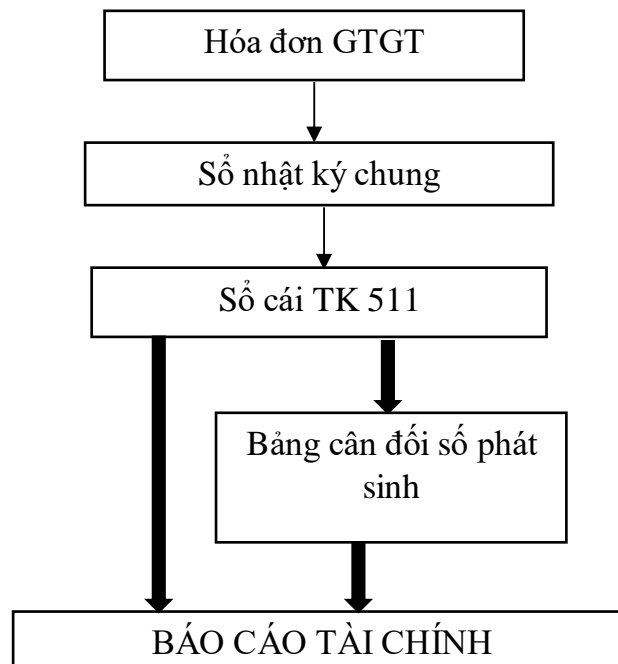 Hóa đơn GTGT
Sổ nhật ký chung
Sổ cái TK 511
Bảng cân đối số phát
sinh
BÁO CÁO TÀI CHÍNH